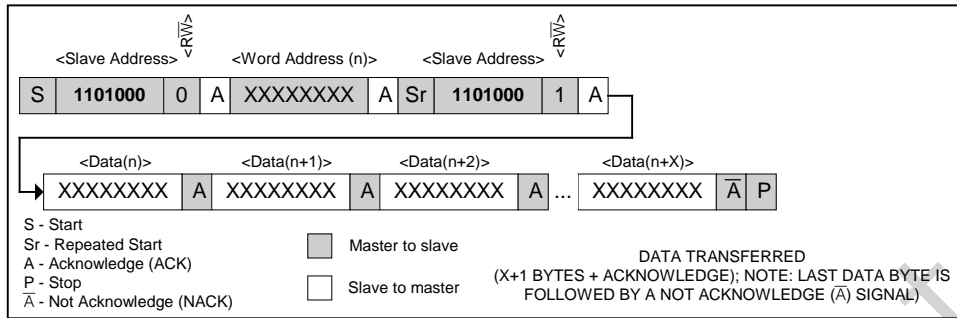 <RW̅> <RW̅>
<Slave Address> <Word Address (n)> <Slave Address>
S 1101000 0 A XXXXXXXX A Sr 1101000 1 A
<Data(n)> <Data(n+1)> <Data(n+2)> <Data(n+X)>
XXXXXXXX A XXXXXXXX A XXXXXXXX A ... XXXXXXXX A̅ P
S - Start
Sr - Repeated Start
A - Acknowledge (ACK)
P - Stop
A̅ - Not Acknowledge (NACK)
Master to slave
Slave to master
DATA TRANSFERRED
(X+1 BYTES + ACKNOWLEDGE); NOTE: LAST DATA BYTE IS
FOLLOWED BY A NOT ACKNOWLEDGE (A̅) SIGNAL)